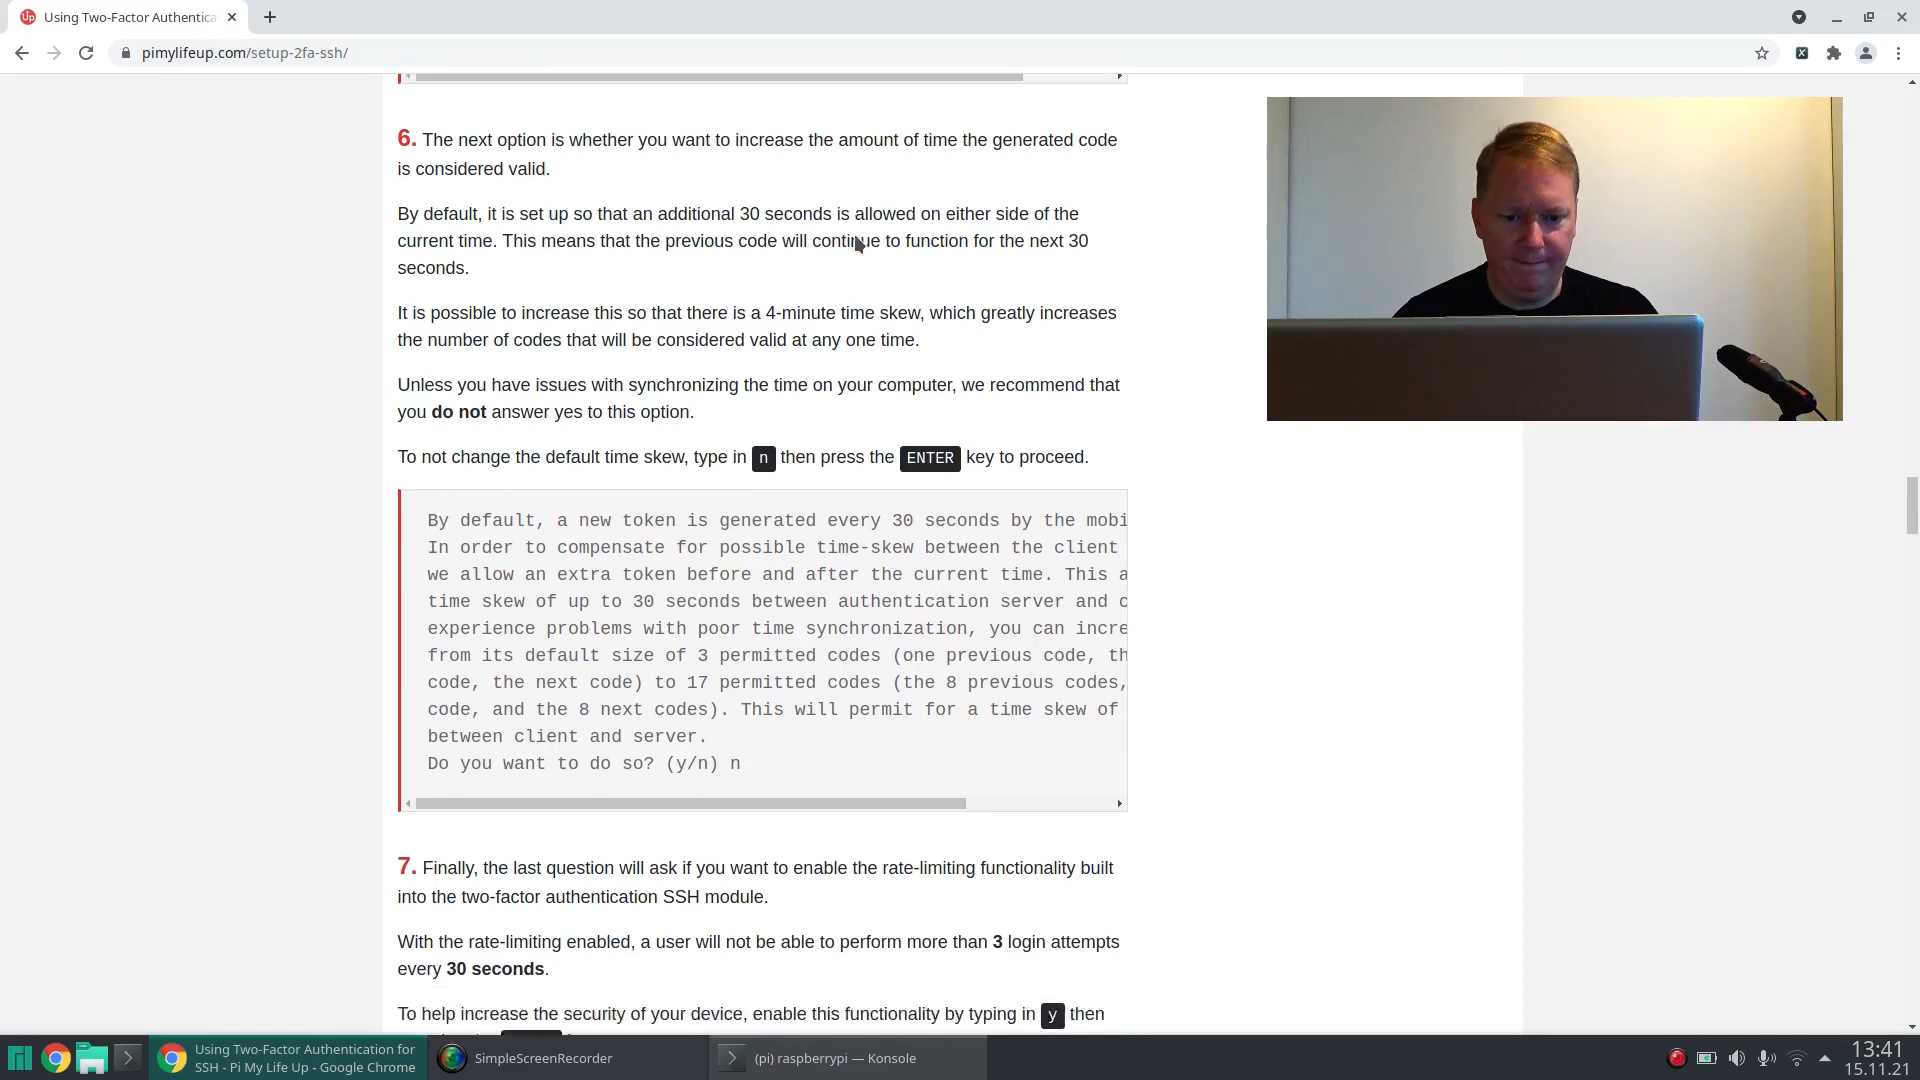 Using Two-Factor Authentica
pimylifeup.com/setup-2fa-ssh/
6. The next option is whether you want to increase the amount of time the generated code
is considered valid.
By default, it is set up so that an additional 30 seconds is allowed on either side of the
current time. This means that the previous code will continue to function for the next 30
seconds.
It is possible to increase this so that there is a 4-minute time skew, which greatly increases
the number of codes that will be considered valid at any one time.
Unless you have issues with synchronizing the time on your computer, we recommend that
you do not answer yes to this option.
To not change the default time skew, type in n then press the ENTER key to proceed.
By default, a new token is generated every 30 seconds by the mobi
In order to compensate for possible time-skew between the client
we allow an extra token before and after the current time. This a
time skew of up to 30 seconds between authentication server and c
experience problems with poor time synchronization, you can incre
from its default size of 3 permitted codes (one previous code, th
code, the next code) to 17 permitted codes (the 8 previous codes,
code, and the 8 next codes). This will permit for a time skew of
between client and server.
Do you want to do so? (y/n) n
7. Finally, the last question will ask if you want to enable the rate-limiting functionality built
into the two-factor authentication SSH module.
With the rate-limiting enabled, a user will not be able to perform more than 3 login attempts
every 30 seconds.
To help increase the security of your device, enable this functionality by typing in y then
Using Two-Factor Authentication for
SSH - Pi My Life Up - Google Chrome
SimpleScreenRecorder
(pi) raspberrypi — Konsole
13:41
15.11.21